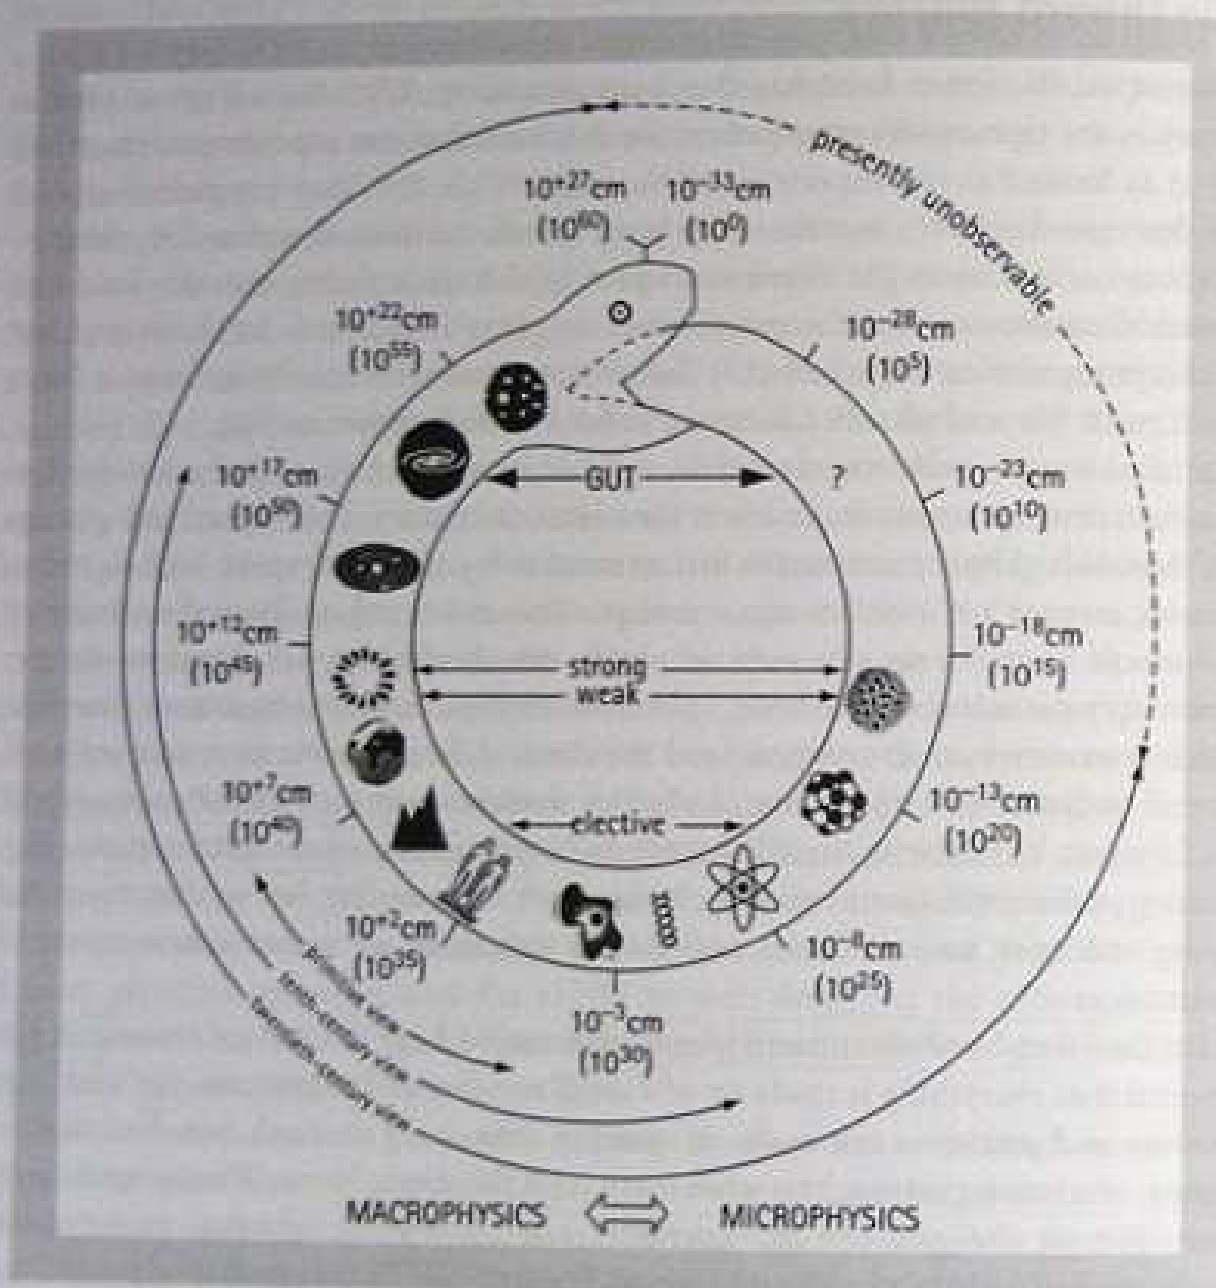 presently unobservable
10⁺²⁷cm
(10⁶⁰)
10⁻³³cm
(10⁰)
10⁺²²cm
(10⁵⁵)
10⁻²⁸cm
(10⁵)
10⁺¹⁷cm
(10⁵⁰)
GUT
?
10⁻²³cm
(10¹⁰)
10⁺¹²cm
(10⁴⁵)
strong
weak
10⁻¹⁸cm
(10¹⁵)
10⁺⁷cm
(10⁴⁰)
elective
10⁻¹³cm
(10²⁰)
10⁺²cm
(10³⁵)
10⁻⁸cm
(10²⁵)
10⁻³cm
(10³⁰)
primitive view
tenth-century view
twentieth-century view
MACROPHYSICS
MICROPHYSICS